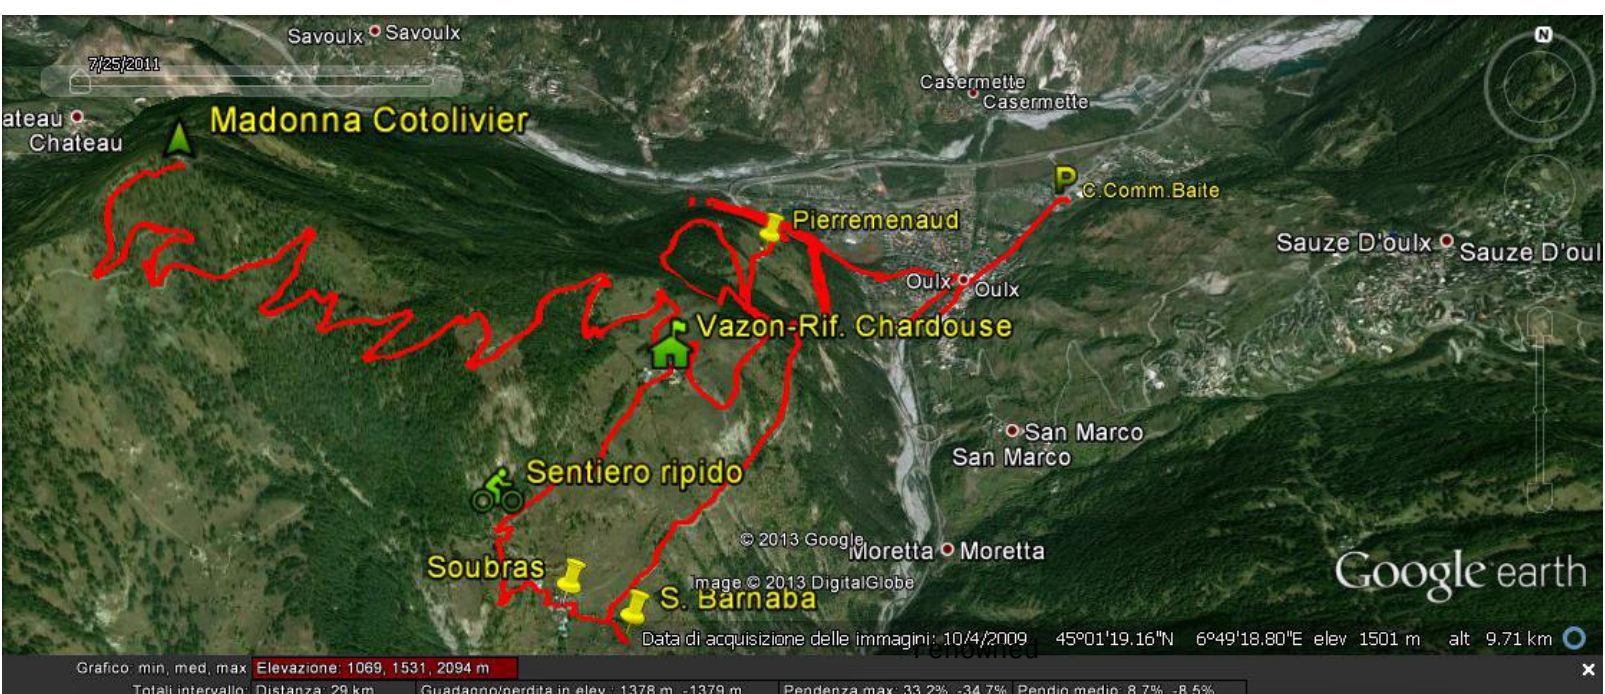 Savoulx Savoulx
7/25/2011
Casermette
Casermette
ateau
Chateau
Madonna Cotolivier
N
P
C.Comm.Baite
Pierremenaud
Sauze D'oulx Sauze D'oul
Oulx Oulx
Vazon-Rif. Chardouse
San Marco
San Marco
Sentiero ripido
© 2013 Google
Moretta Moretta
Soubras
Image © 2013 DigitalGlobe
Google earth
S. Barnaba
Data di acquisizione delle immagini: 10/4/2009 45°01'19.16"N 6°49'18.80"E elev 1501 m alt 9.71 km
renowned
Grafico: min, med, max Elevazione: 1069, 1531, 2094 m
Totali intervallo: Distanza: 29 km Guadagno/perdita in elev.: 1378 m, -1379 m Pendenza max: 33.2%, -34.7% Pendio medio: 8.7%, -8.5%